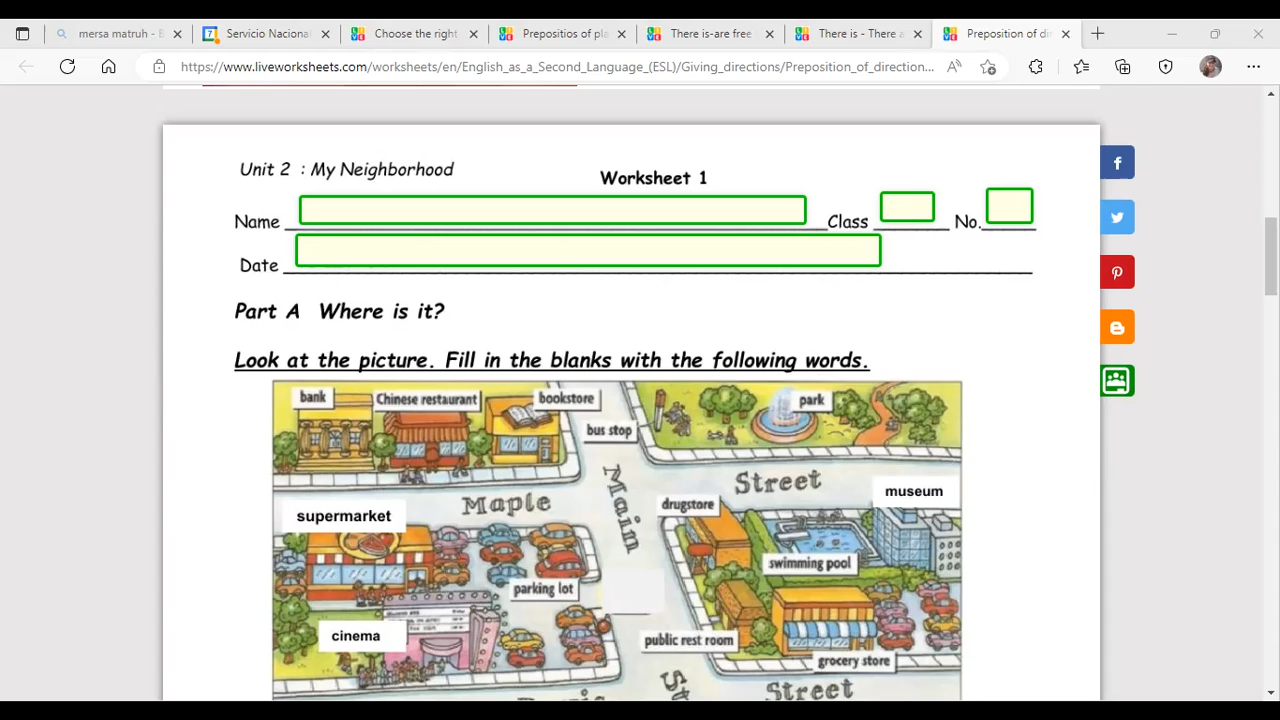 mersa matruh - B
Servicio Nacional
Choose the right
Prepositios of pla
There is-are free
There is - There a
Preposition of di
https://www.liveworksheets.com/worksheets/en/English_as_a_Second_Language_(ESL)/Giving_directions/Preposition_of_direction...
Unit 2 : My Neighborhood
Worksheet 1
Name Class No.
Date
Part A Where is it?
Look at the picture. Fill in the blanks with the following words.
bank Chinese restaurant bookstore park
bus stop
Maple Main Street
supermarket drugstore museum
parking lot swimming pool
cinema public rest room
grocery store
Street